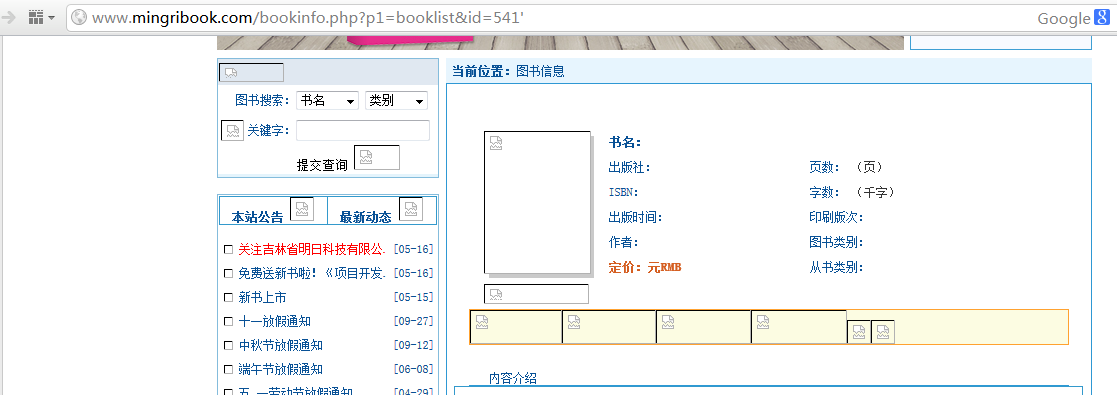 www.mingribook.com/bookinfo.php?p1=booklist&id=541'
Google
当前位置：图书信息
图书搜索：书名 类别
关键字：
提交查询
书名：
出版社： 页数：（页）
ISBN： 字数：（千字）
出版时间： 印刷版次：
作者： 图书类别：
定价：元RMB 从书类别：
本站公告 最新动态
关注吉林省明日科技有限公. [05-16]
免费送新书啦！《项目开发. [05-16]
新书上市 [05-15]
十一放假通知 [09-27]
中秋节放假通知 [09-12]
端午节放假通知 [06-08]
五.一劳动节放假通知 [04-29]
内容介绍